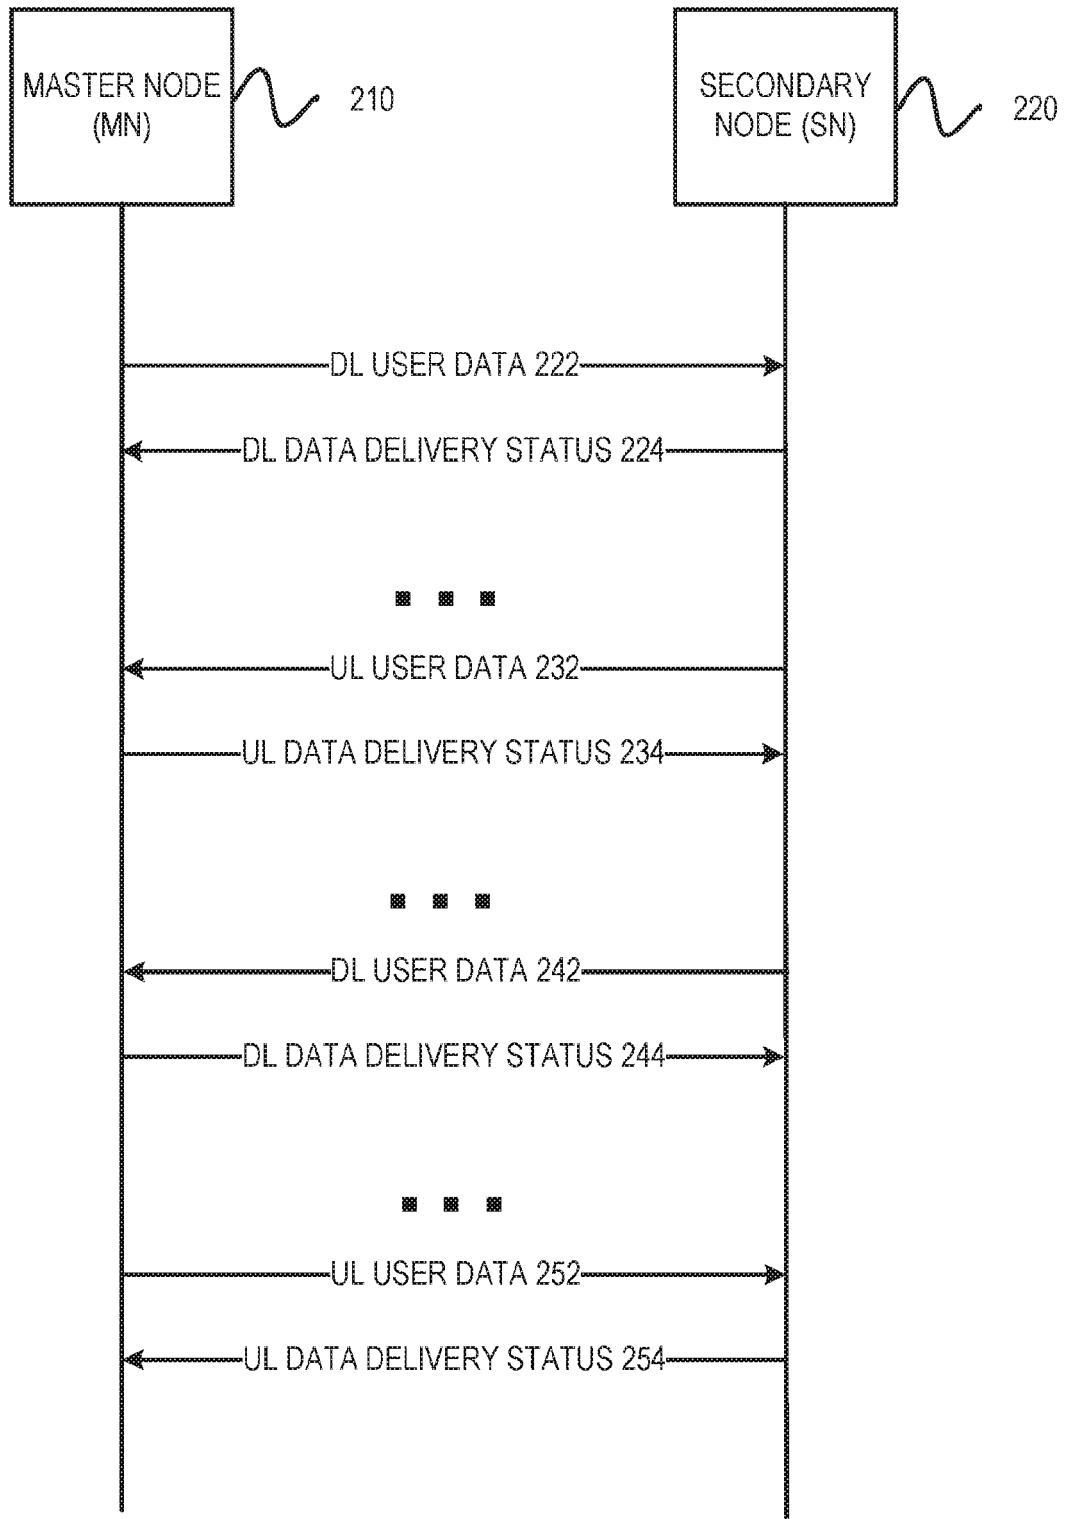 MASTER NODE
(MN)
210
SECONDARY
NODE (SN)
220
DL USER DATA 222
DL DATA DELIVERY STATUS 224
UL USER DATA 232
UL DATA DELIVERY STATUS 234
DL USER DATA 242
DL DATA DELIVERY STATUS 244
UL USER DATA 252
UL DATA DELIVERY STATUS 254